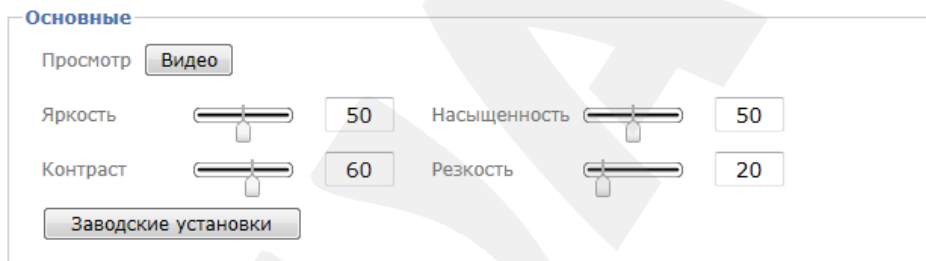 Основные
Просмотр Видео
Яркость 50 Насыщенность 50
Контраст 60 Резкость 20
Заводские установки